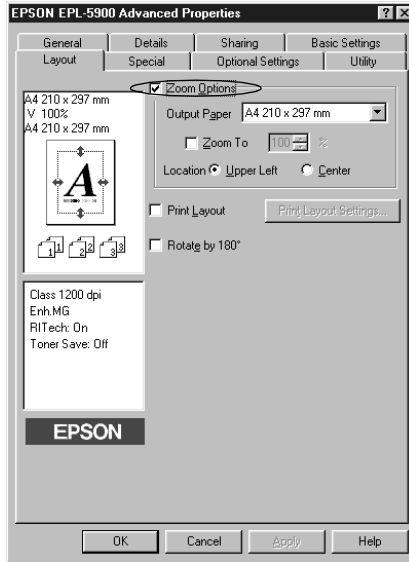 EPSON EPL-5900 Advanced Properties
General Details Sharing Basic Settings
Layout Special Optional Settings Utility
A4 210 x 297 mm
V 100%
A4 210 x 297 mm
A
1 1 2 2 3 3
Zoom Options
Output Paper A4 210 x 297 mm
Zoom To 100 %
Location Upper Left Center
Print Layout Print Layout Settings...
Rotate by 180°
Class 1200 dpi
Enh.MG
RITech: On
Toner Save: Off
EPSON
OK Cancel Apply Help